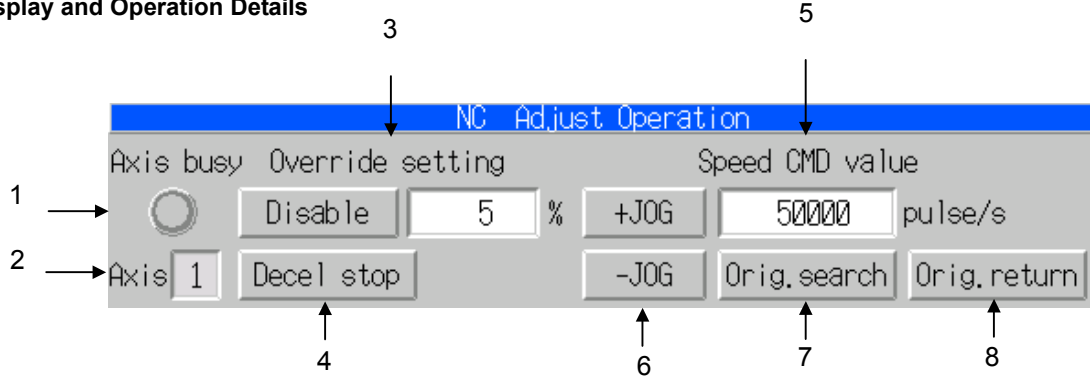 splay and Operation Details
3
5
NC Adjust Operation
Axis busy Override setting Speed CMD value
1
Disable 5 % +JOG 50000 pulse/s
2
Axis 1 Decel stop -JOG Orig.search Orig.return
4
6
7
8